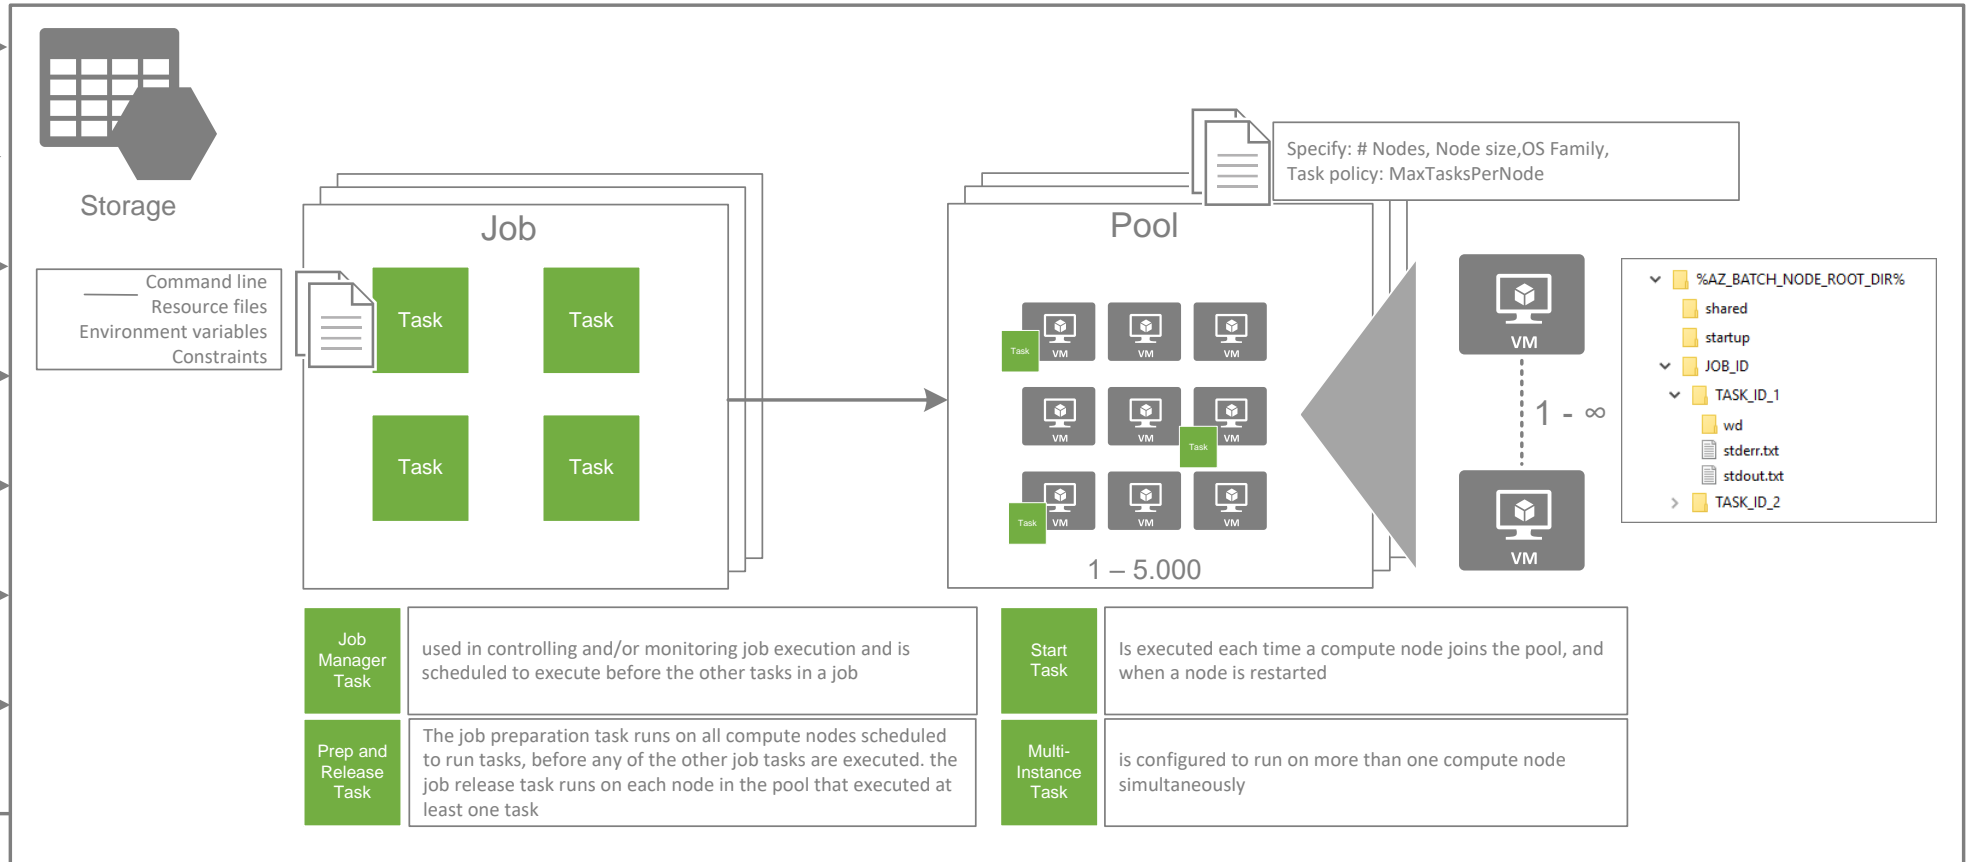 Storage
Command line
Resource files
Environment variables
Constraints
Job
Task
Task
Task
Task
Specify: # Nodes, Node size,OS Family,
Task policy: MaxTasksPerNode
Pool
VM
VM
VM
Task
VM
VM
VM
Task
VM
VM
VM
Task
1 – 5.000
VM
1 - ∞
VM
%AZ_BATCH_NODE_ROOT_DIR%
shared
startup
JOB_ID
TASK_ID_1
wd
stderr.txt
stdout.txt
TASK_ID_2
Job
Manager
Task
used in controlling and/or monitoring job execution and is
scheduled to execute before the other tasks in a job
Start
Task
Is executed each time a compute node joins the pool, and
when a node is restarted
Prep and
Release
Task
The job preparation task runs on all compute nodes scheduled
to run tasks, before any of the other job tasks are executed. the
job release task runs on each node in the pool that executed at
least one task
Multi-
Instance
Task
is configured to run on more than one compute node
simultaneously